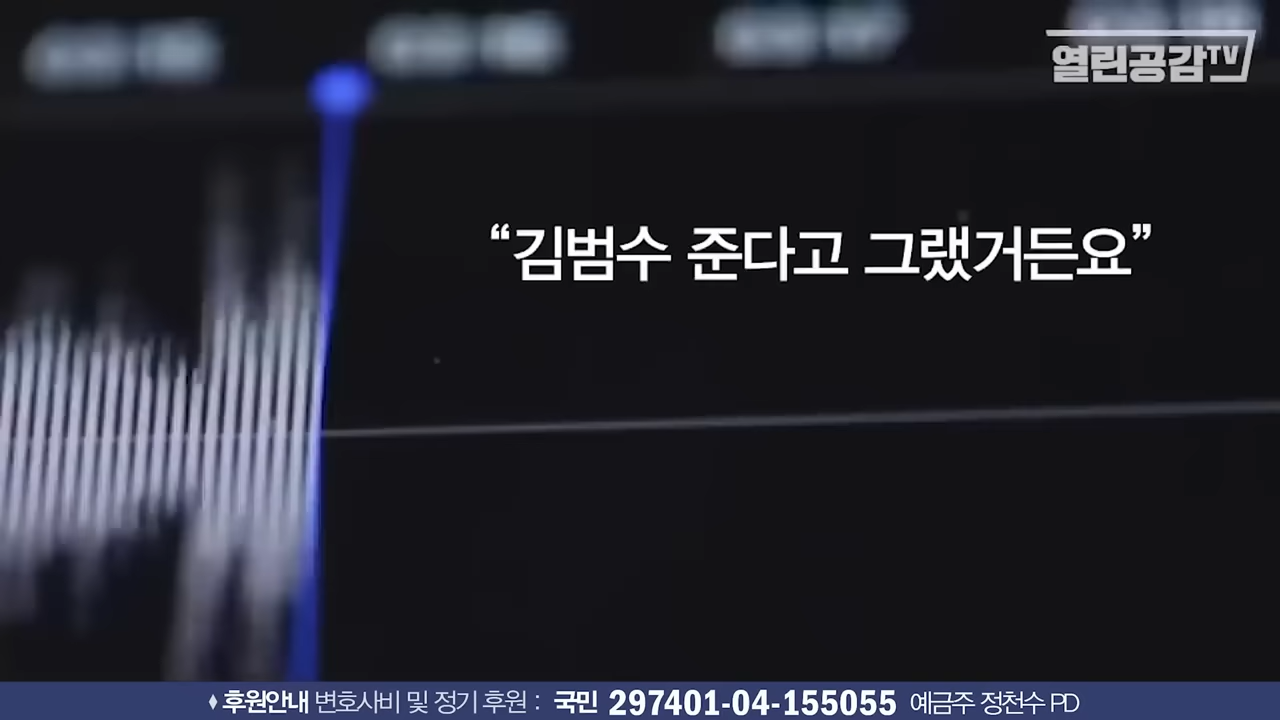 열린공감TV
“김범수 준다고 그랬거든요”
♦ 후원안내 변호사비 및 정기 후원 : 국민 297401-04-155055 예금주 정천수 PD